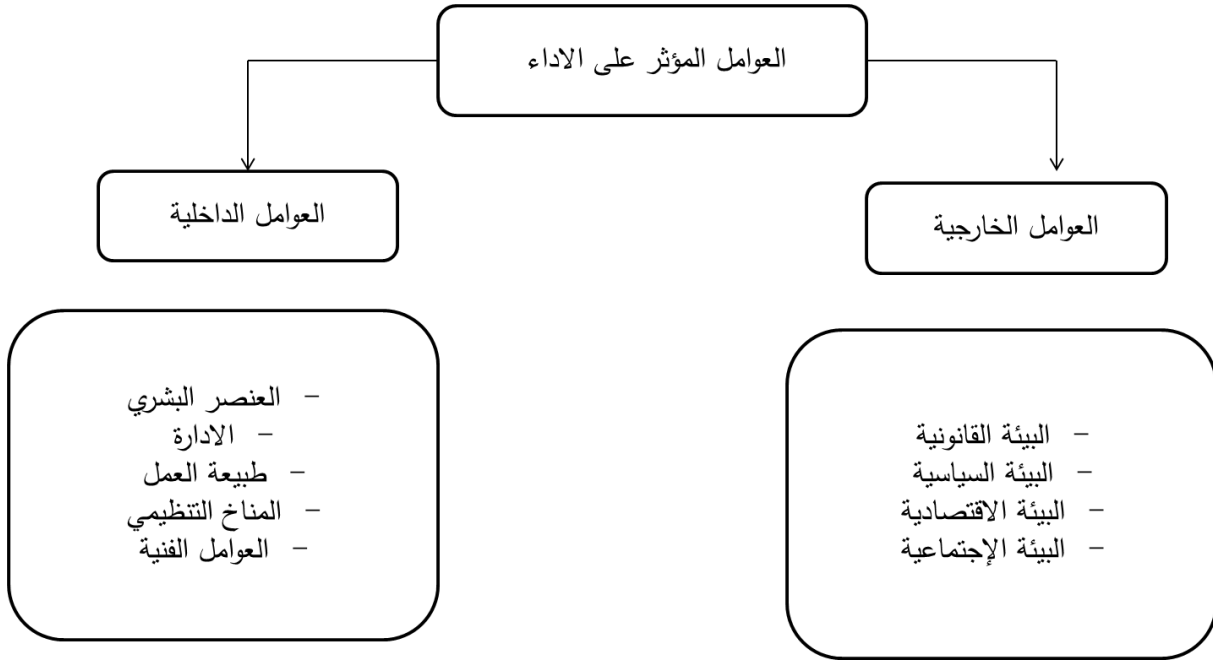 العوامل المؤثر على الاداء
العوامل الخارجية
العوامل الداخلية
- البيئة القانونية
- البيئة السياسية
- البيئة الاقتصادية
- البيئة الإجتماعية
- العنصر البشري
- الادارة
- طبيعة العمل
- المناخ التنظيمي
- العوامل الفنية